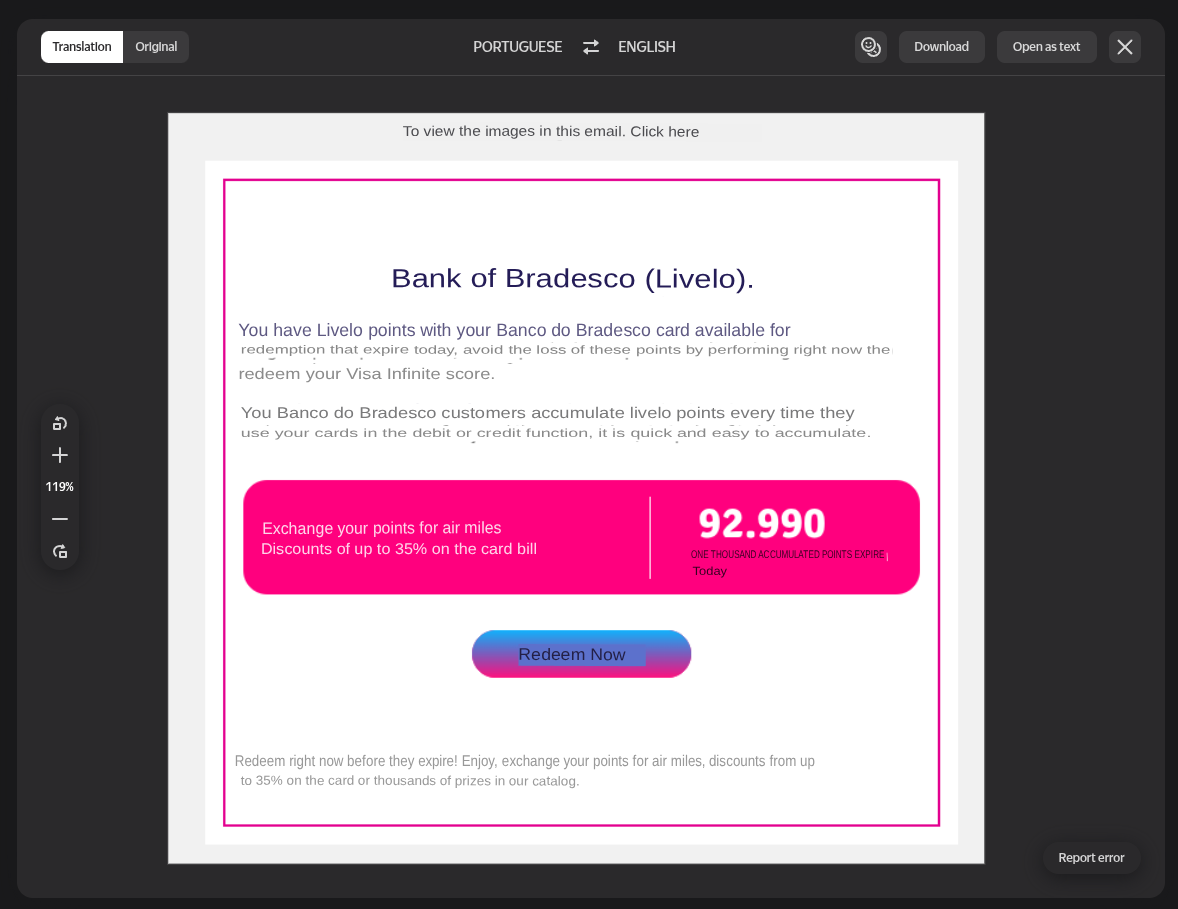 Translation Original PORTUGUESE ENGLISH Download Open as text
To view the images in this email. Click here
Bank of Bradesco (Livelo).
You have Livelo points with your Banco do Bradesco card available for
redemption that expire today, avoid the loss of these points by performing right now the
redeem your Visa Infinite score.
You Banco do Bradesco customers accumulate livelo points every time they
use your cards in the debit or credit function, it is quick and easy to accumulate.
119%
Exchange your points for air miles
Discounts of up to 35% on the card bill
92.990
ONE THOUSAND ACCUMULATED POINTS EXPIRE
Today
Redeem Now
Redeem right now before they expire! Enjoy, exchange your points for air miles, discounts from up
to 35% on the card or thousands of prizes in our catalog.
Report error